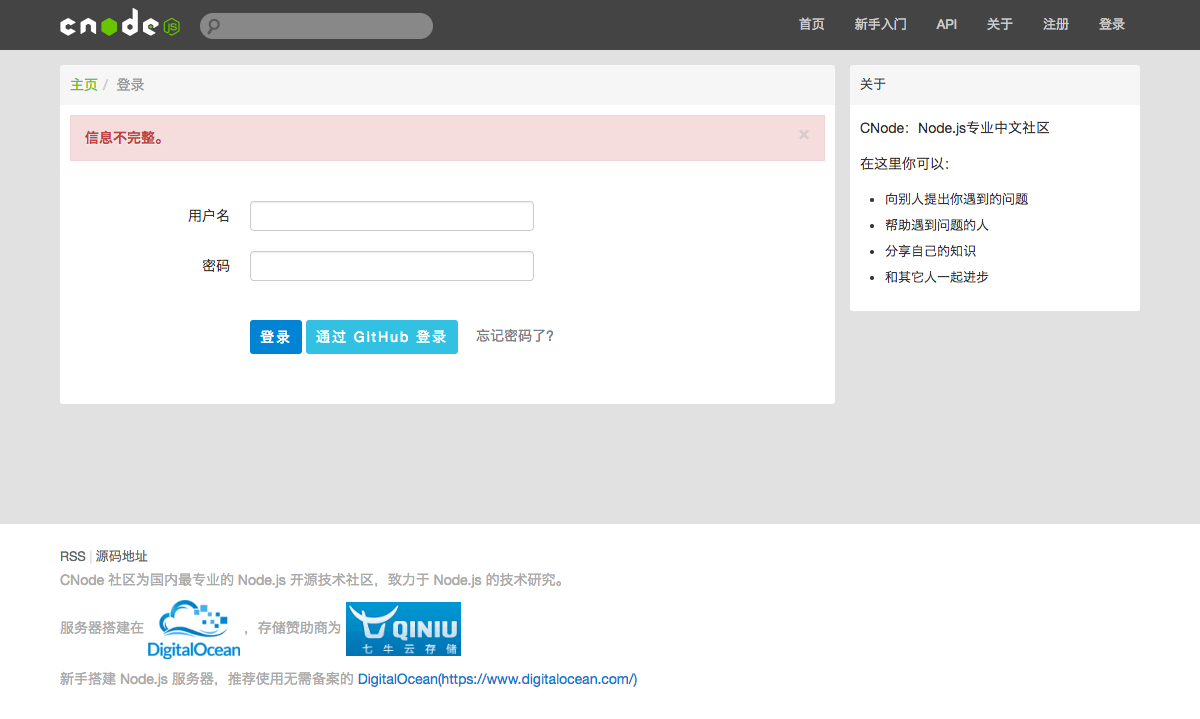 cnodeJS
首页 新手入门 API 关于 注册 登录
主页 / 登录
信息不完整。 ×
用户名
密码
登录 通过 GitHub 登录 忘记密码了?
关于
CNode：Node.js专业中文社区
在这里你可以：
向别人提出你遇到的问题
帮助遇到问题的人
分享自己的知识
和其它人一起进步
RSS | 源码地址
CNode 社区为国内最专业的 Node.js 开源技术社区，致力于 Node.js 的技术研究。
服务器搭建在 DigitalOcean ，存储赞助商为 QINIU 七牛云存储
新手搭建 Node.js 服务器，推荐使用无需备案的 DigitalOcean(https://www.digitalocean.com/)